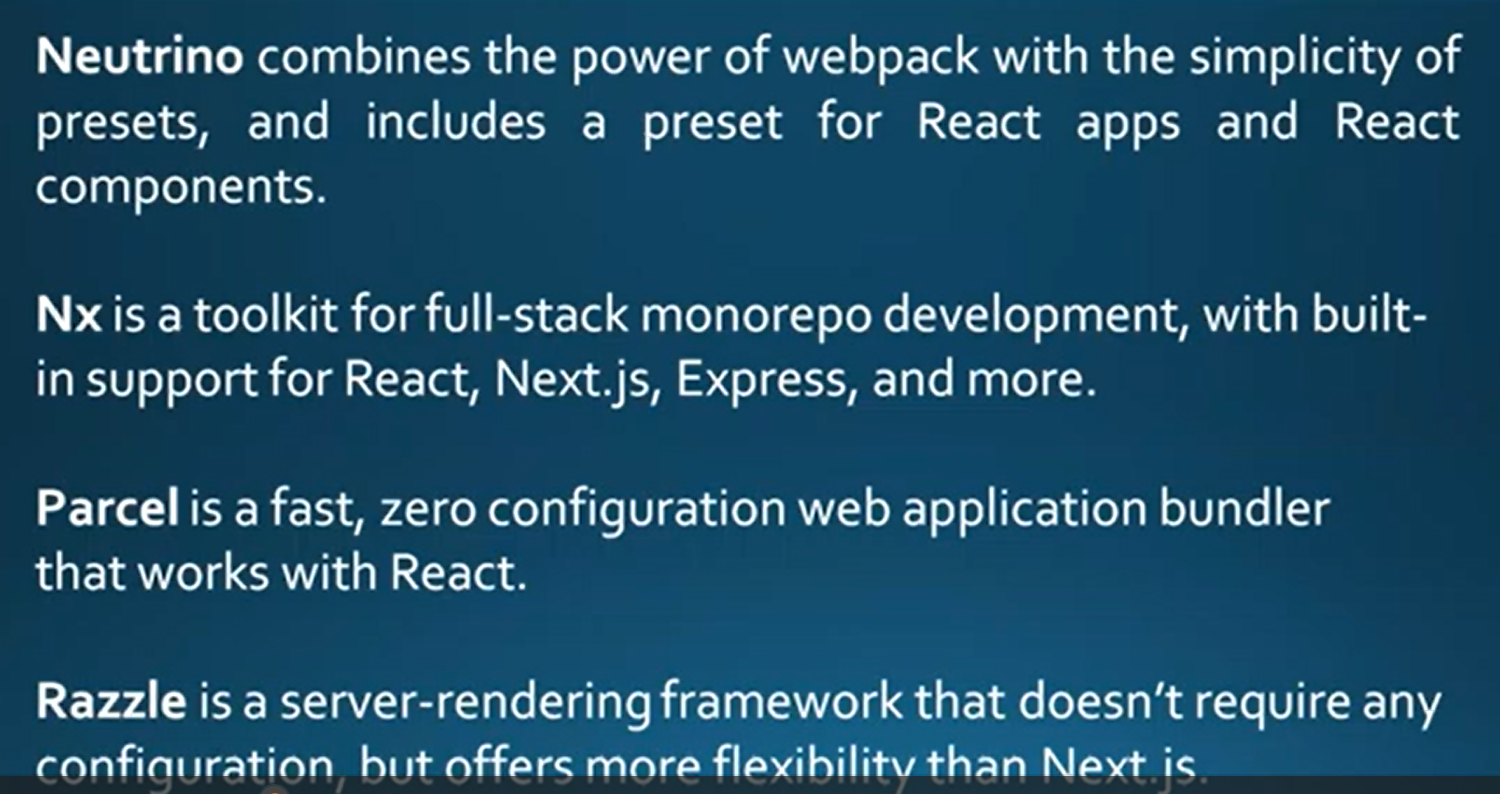 Neutrino combines the power of webpack with the simplicity of
presets, and includes a preset for React apps and React
components.
Nx is a toolkit for full-stack monorepo development, with built-
in support for React, Next.js, Express, and more.
Parcel is a fast, zero configuration web application bundler
that works with React.
Razzle is a server-rendering framework that doesn't require any
configuration, but offers more flexibility than Next.js.